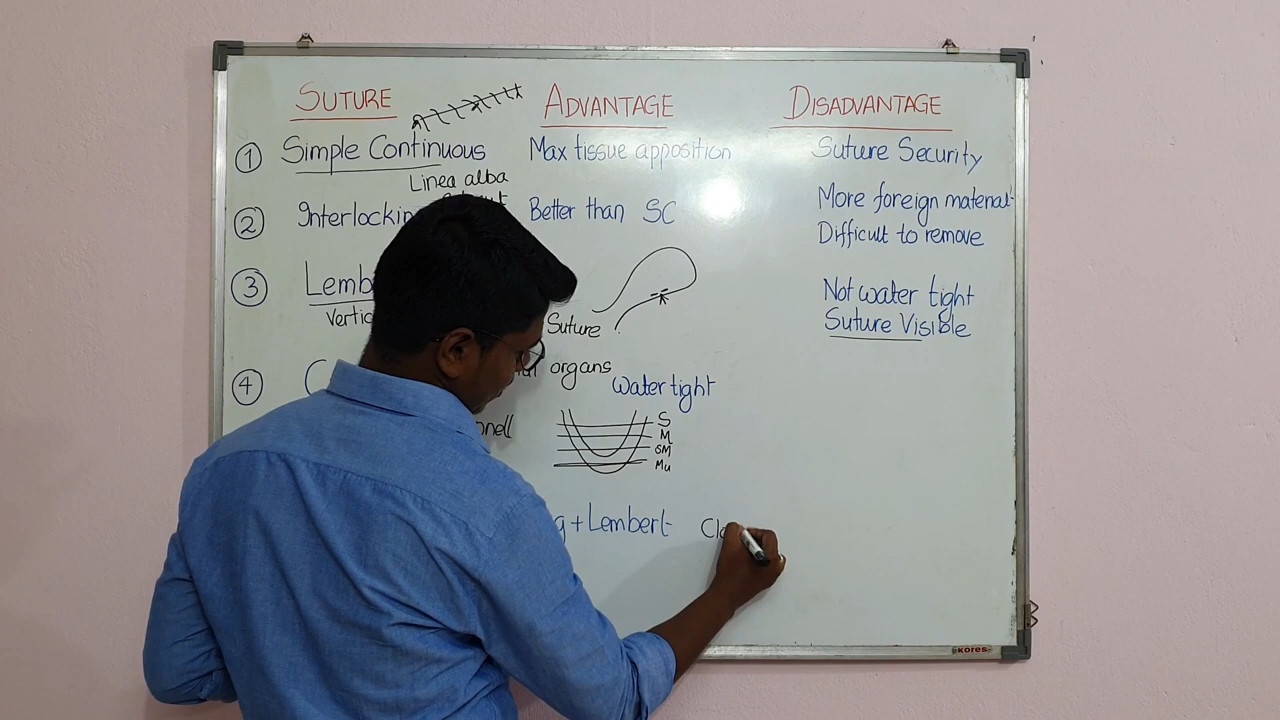 SUTURE ADVANTAGE DISADVANTAGE
1 Simple Continuous Max tissue apposition Suture Security
Linea alba
2 Better than SC More foreign material
Difficult to remove
3 Not water tight
Suture Suture Visible
4 organs
Water tight
S
M
SM
Mu
+ Lembert
KORES